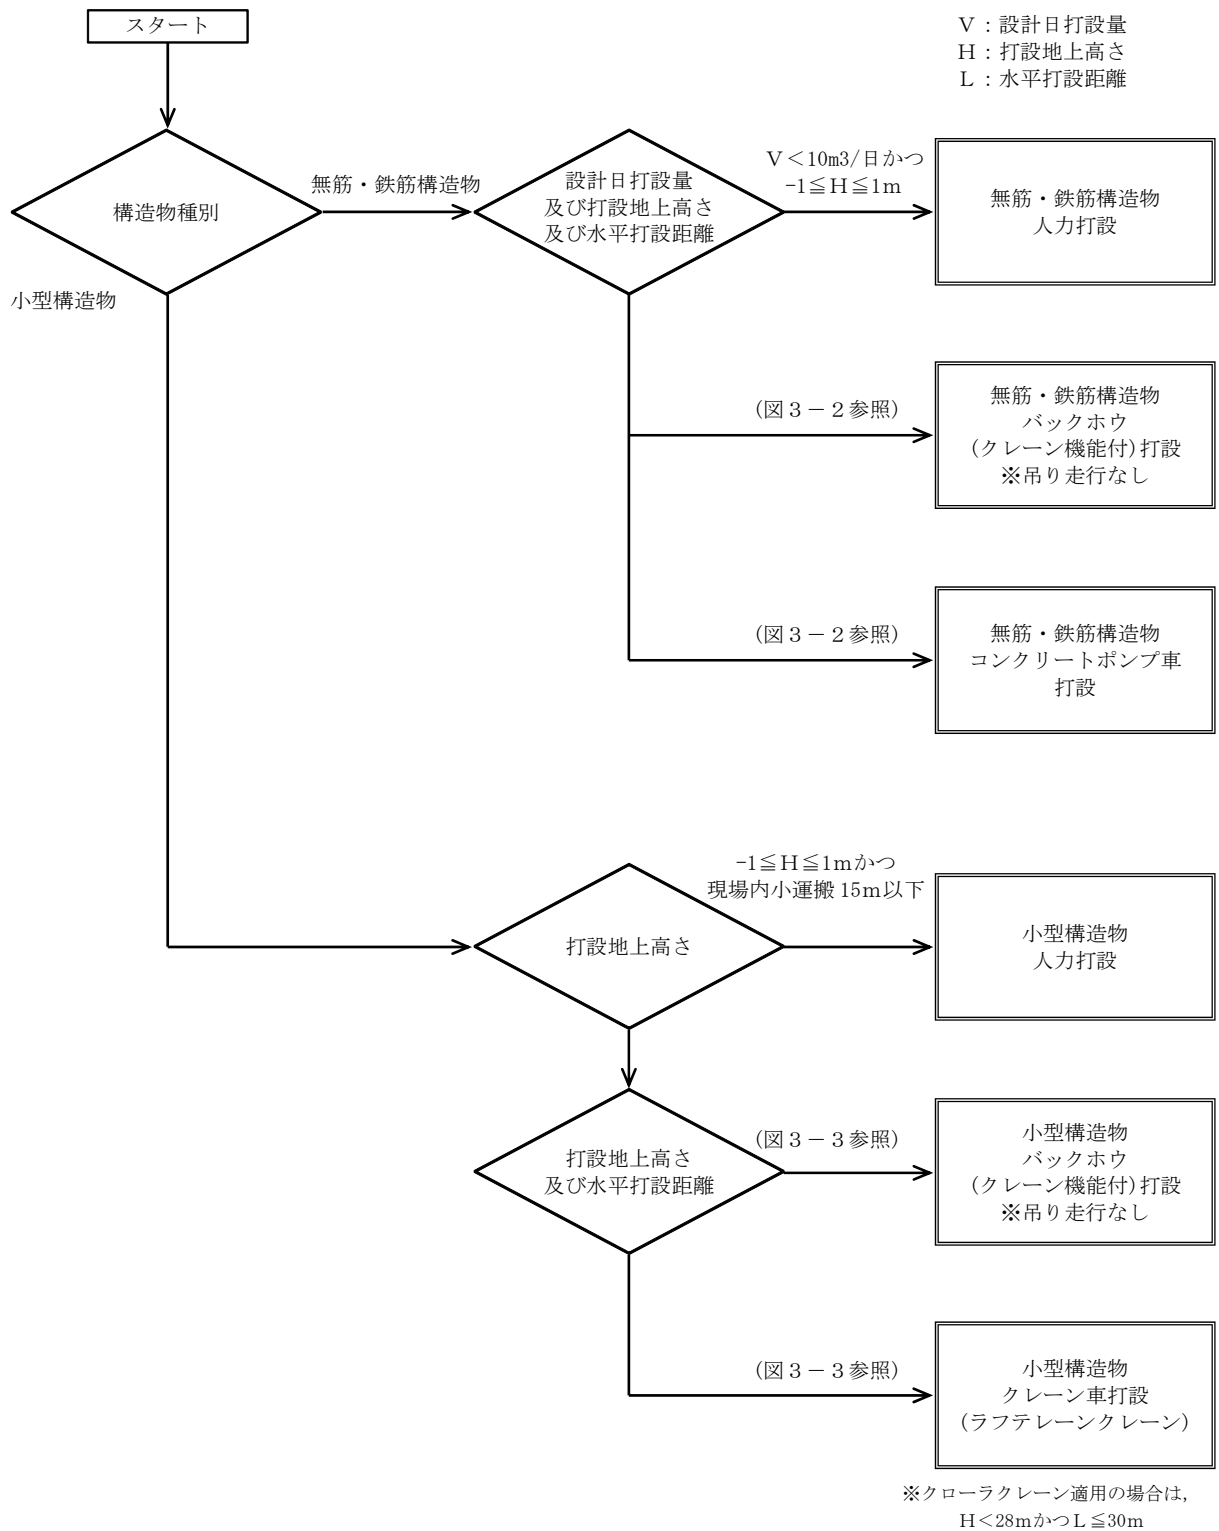 スタート
V：設計日打設量
H：打設地上高さ
L：水平打設距離
構造物種別
無筋・鉄筋構造物
小型構造物
設計日打設量
及び打設地上高さ
及び水平打設距離
V＜10m3/日かつ
-1≦H≦1m
無筋・鉄筋構造物
人力打設
(図３－２参照)
無筋・鉄筋構造物
バックホウ
(クレーン機能付)打設
※吊り走行なし
(図３－２参照)
無筋・鉄筋構造物
コンクリートポンプ車
打設
打設地上高さ
-1≦H≦1mかつ
現場内小運搬 15m以下
小型構造物
人力打設
打設地上高さ
及び水平打設距離
(図３－３参照)
小型構造物
バックホウ
(クレーン機能付)打設
※吊り走行なし
(図３－３参照)
小型構造物
クレーン車打設
(ラフテレーンクレーン)
※クローラクレーン適用の場合は,
H＜28mかつL≦30m